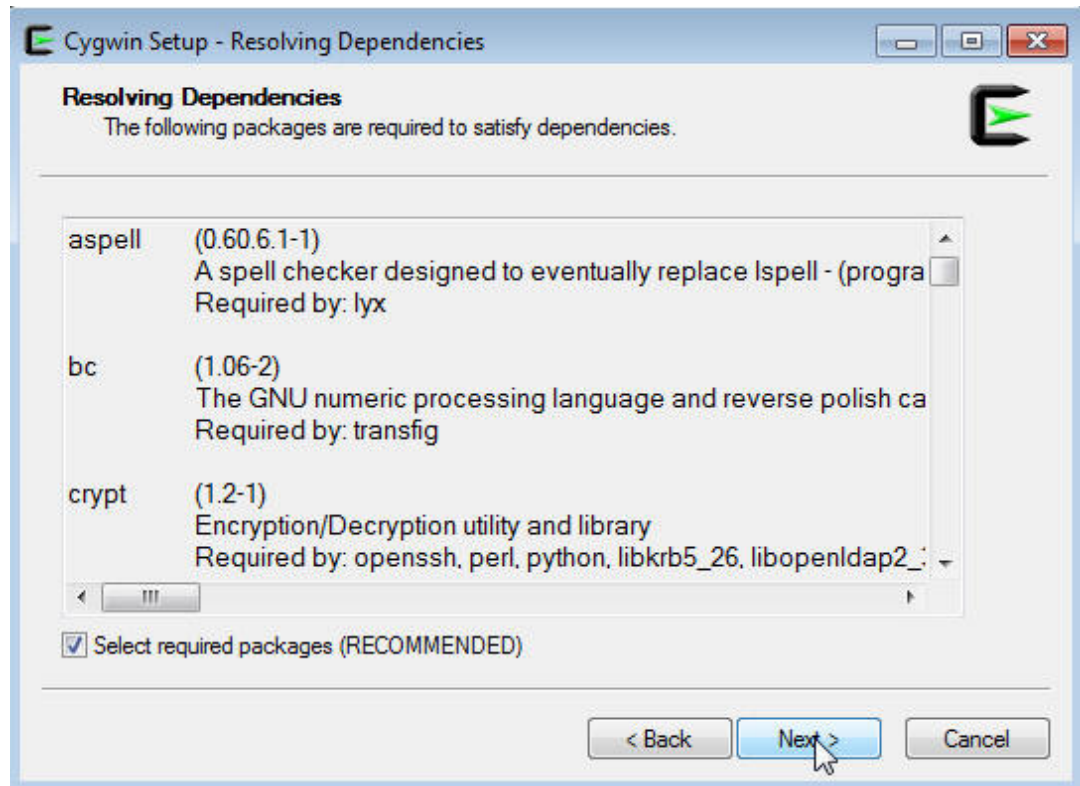 Cygwin Setup - Resolving Dependencies
Resolving Dependencies
The following packages are required to satisfy dependencies.
aspell (0.60.6.1-1)
A spell checker designed to eventually replace Ispell - (progra
Required by: lyx
bc (1.06-2)
The GNU numeric processing language and reverse polish ca
Required by: transfig
crypt (1.2-1)
Encryption/Decryption utility and library
Required by: openssh, perl, python, libkrb5_26, libopenldap2_
Select required packages (RECOMMENDED)
< Back Next > Cancel